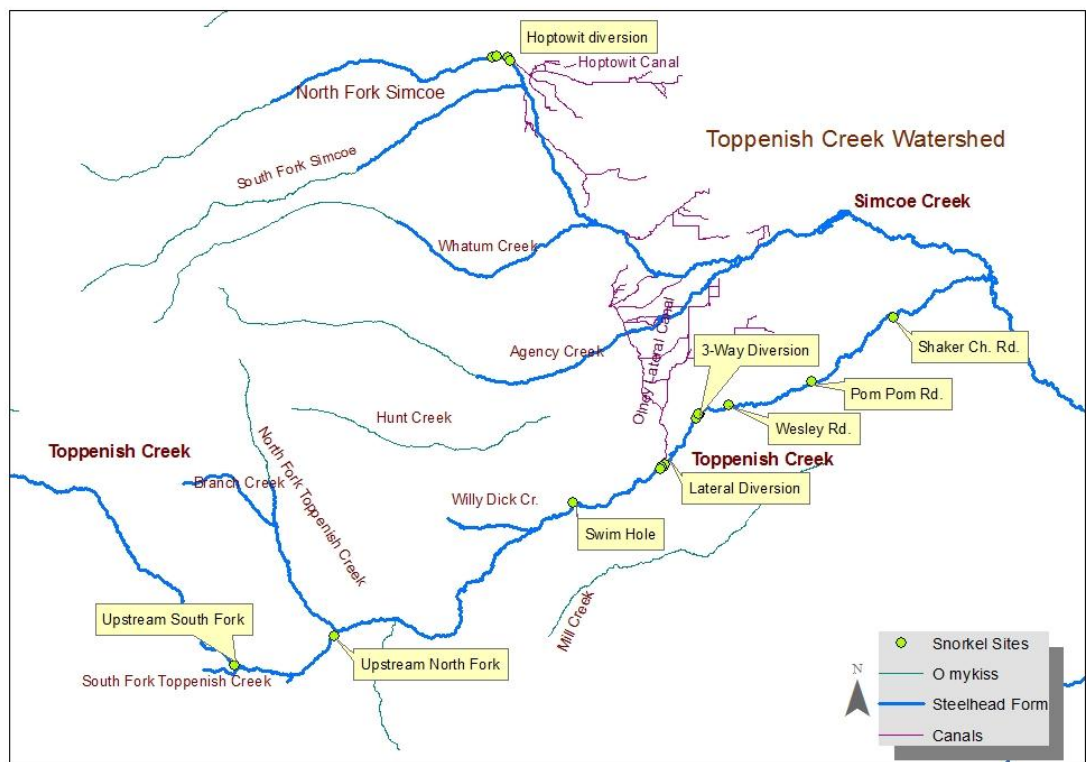 Hoptowit diversion
Hoptowit Canal
North Fork Simcoe
Toppenish Creek Watershed
South Fork Simcoe
Simcoe Creek
Whatum Creek
Olney Lateral Canal
Shaker Ch. Rd.
Agency Creek
3-Way Diversion
Pom Pom Rd.
Hunt Creek
Wesley Rd.
Toppenish Creek
North Fork Toppenish Creek
Toppenish Creek
Branch Creek
Lateral Diversion
Willy Dick Cr.
Swim Hole
Mill Creek
Upstream South Fork
Upstream North Fork
South Fork Toppenish Creek
N
Snorkel Sites
O mykiss
Steelhead Form
Canals